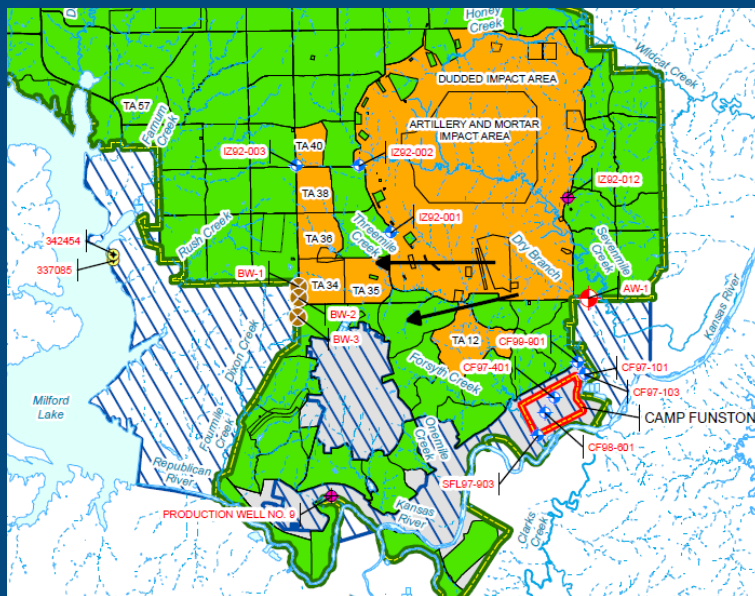 Honey
Creek
Wildcat Creek
DUDDED IMPACT AREA
TA 57
Farnum
Creek
ARTILLERY AND MORTAR
IMPACT AREA
TA 40
IZ92-003
IZ92-002
TA 38
IZ92-012
Threemile
Creek
IZ92-001
TA 36
Rush Creek
Sevenmile
Creek
342454
337085
Dry Branch
BW-1
TA 34
TA 35
AW-1
Kansas River
BW-2
BW-3
TA 12
CF99-901
Dixon Creek
Forsyth Creek
CF97-401
CF97-101
CF97-103
Milford
Lake
Fourmile
Creek
Onemile
Creek
CAMP FUNSTON
CF98-601
Republican
River
SFL97-903
PRODUCTION WELL NO. 9
Kansas
River
Clarks
Creek